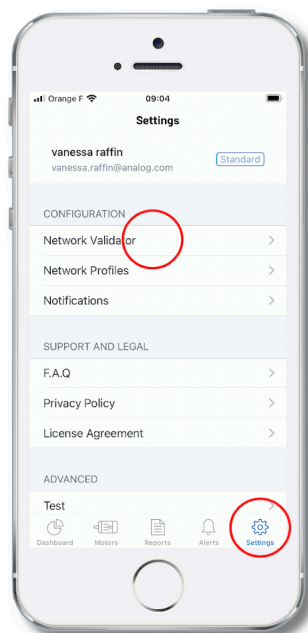 Orange F 09:04
Settings
vanessa raffin
vanessa.raffin@analog.com
Standard
CONFIGURATION
Network Validator
Network Profiles
Notifications
SUPPORT AND LEGAL
F.A.Q
Privacy Policy
License Agreement
ADVANCED
Test
Dashboard Motors Reports Alerts Settings